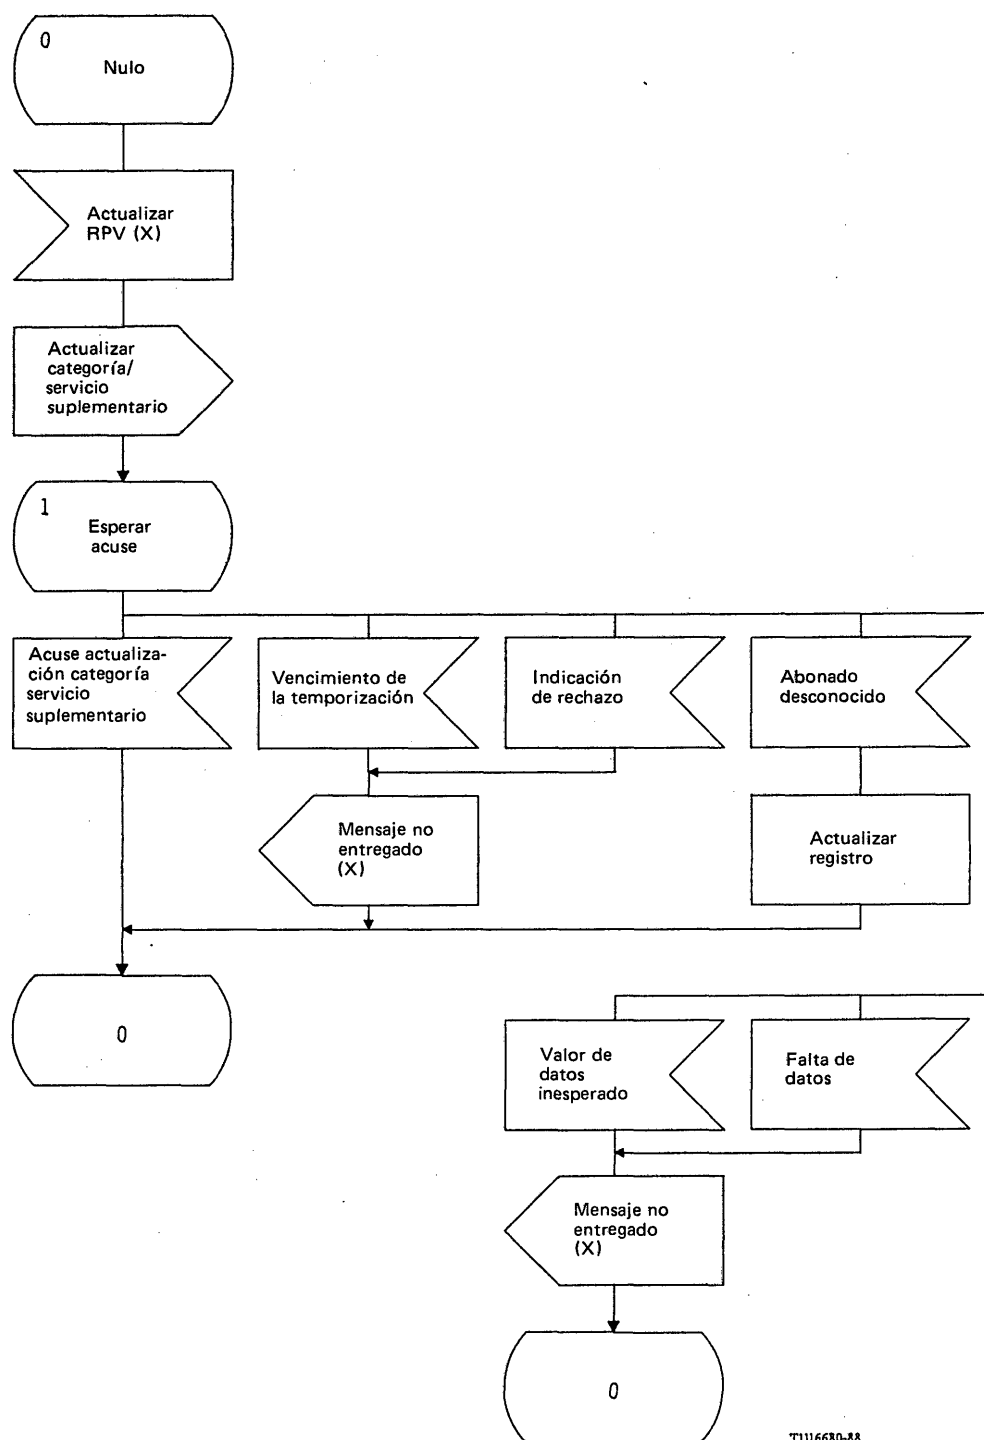 0
Nulo
Actualizar
RPV (X)
Actualizar
categoría/
servicio
suplementario
1
Esperar
acuse
Acuse actualiza-
ción categoría
servicio
suplementario
Vencimiento de
la temporización
Indicación
de rechazo
Abonado
desconocido
Mensaje no
entregado
(X)
Actualizar
registro
0
Valor de
datos
inesperado
Falta de
datos
Mensaje no
entregado
(X)
0
T1116680-88